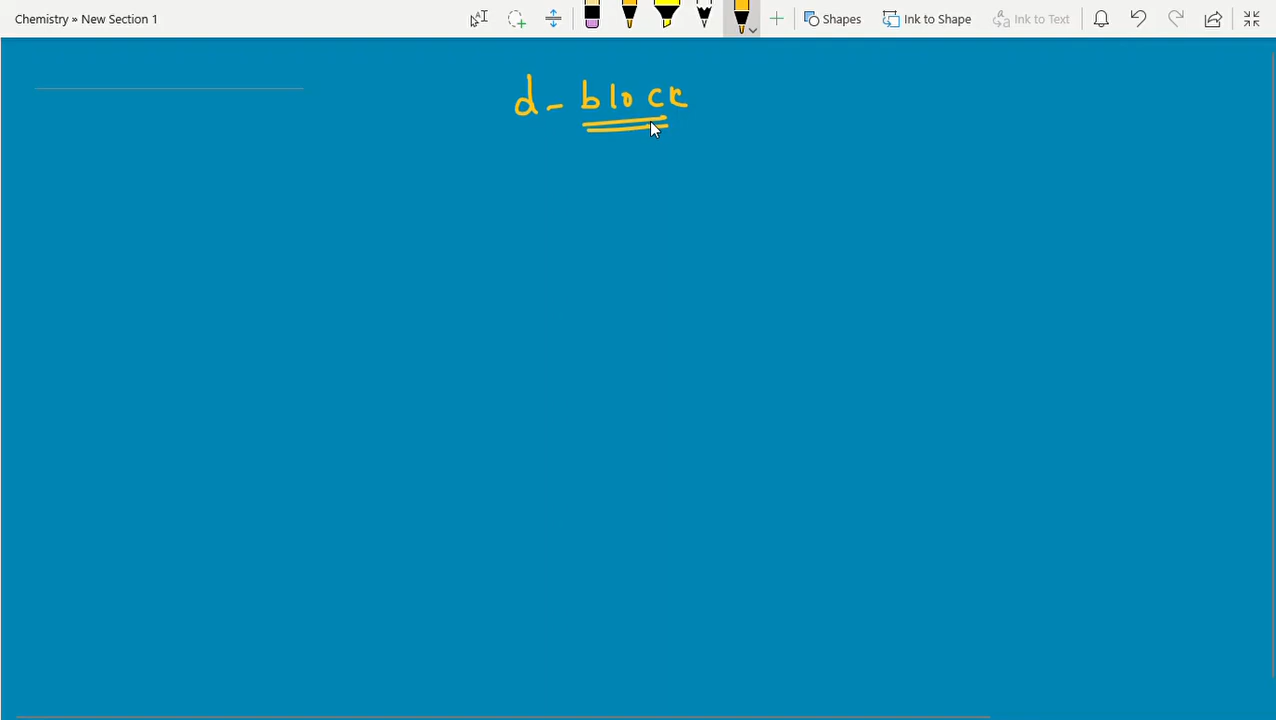 Chemistry » New Section 1
Shapes
Ink to Shape
Ink to Text
d - block